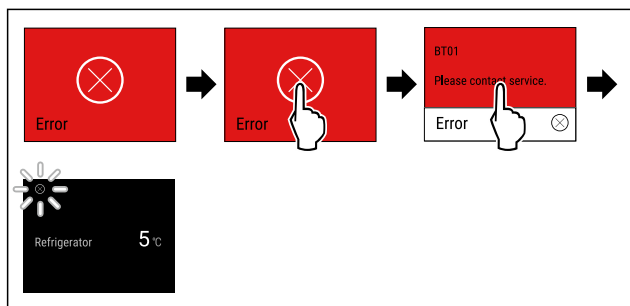 Error
Error
BT01
Please contact service.
Error
Refrigerator 5 °C